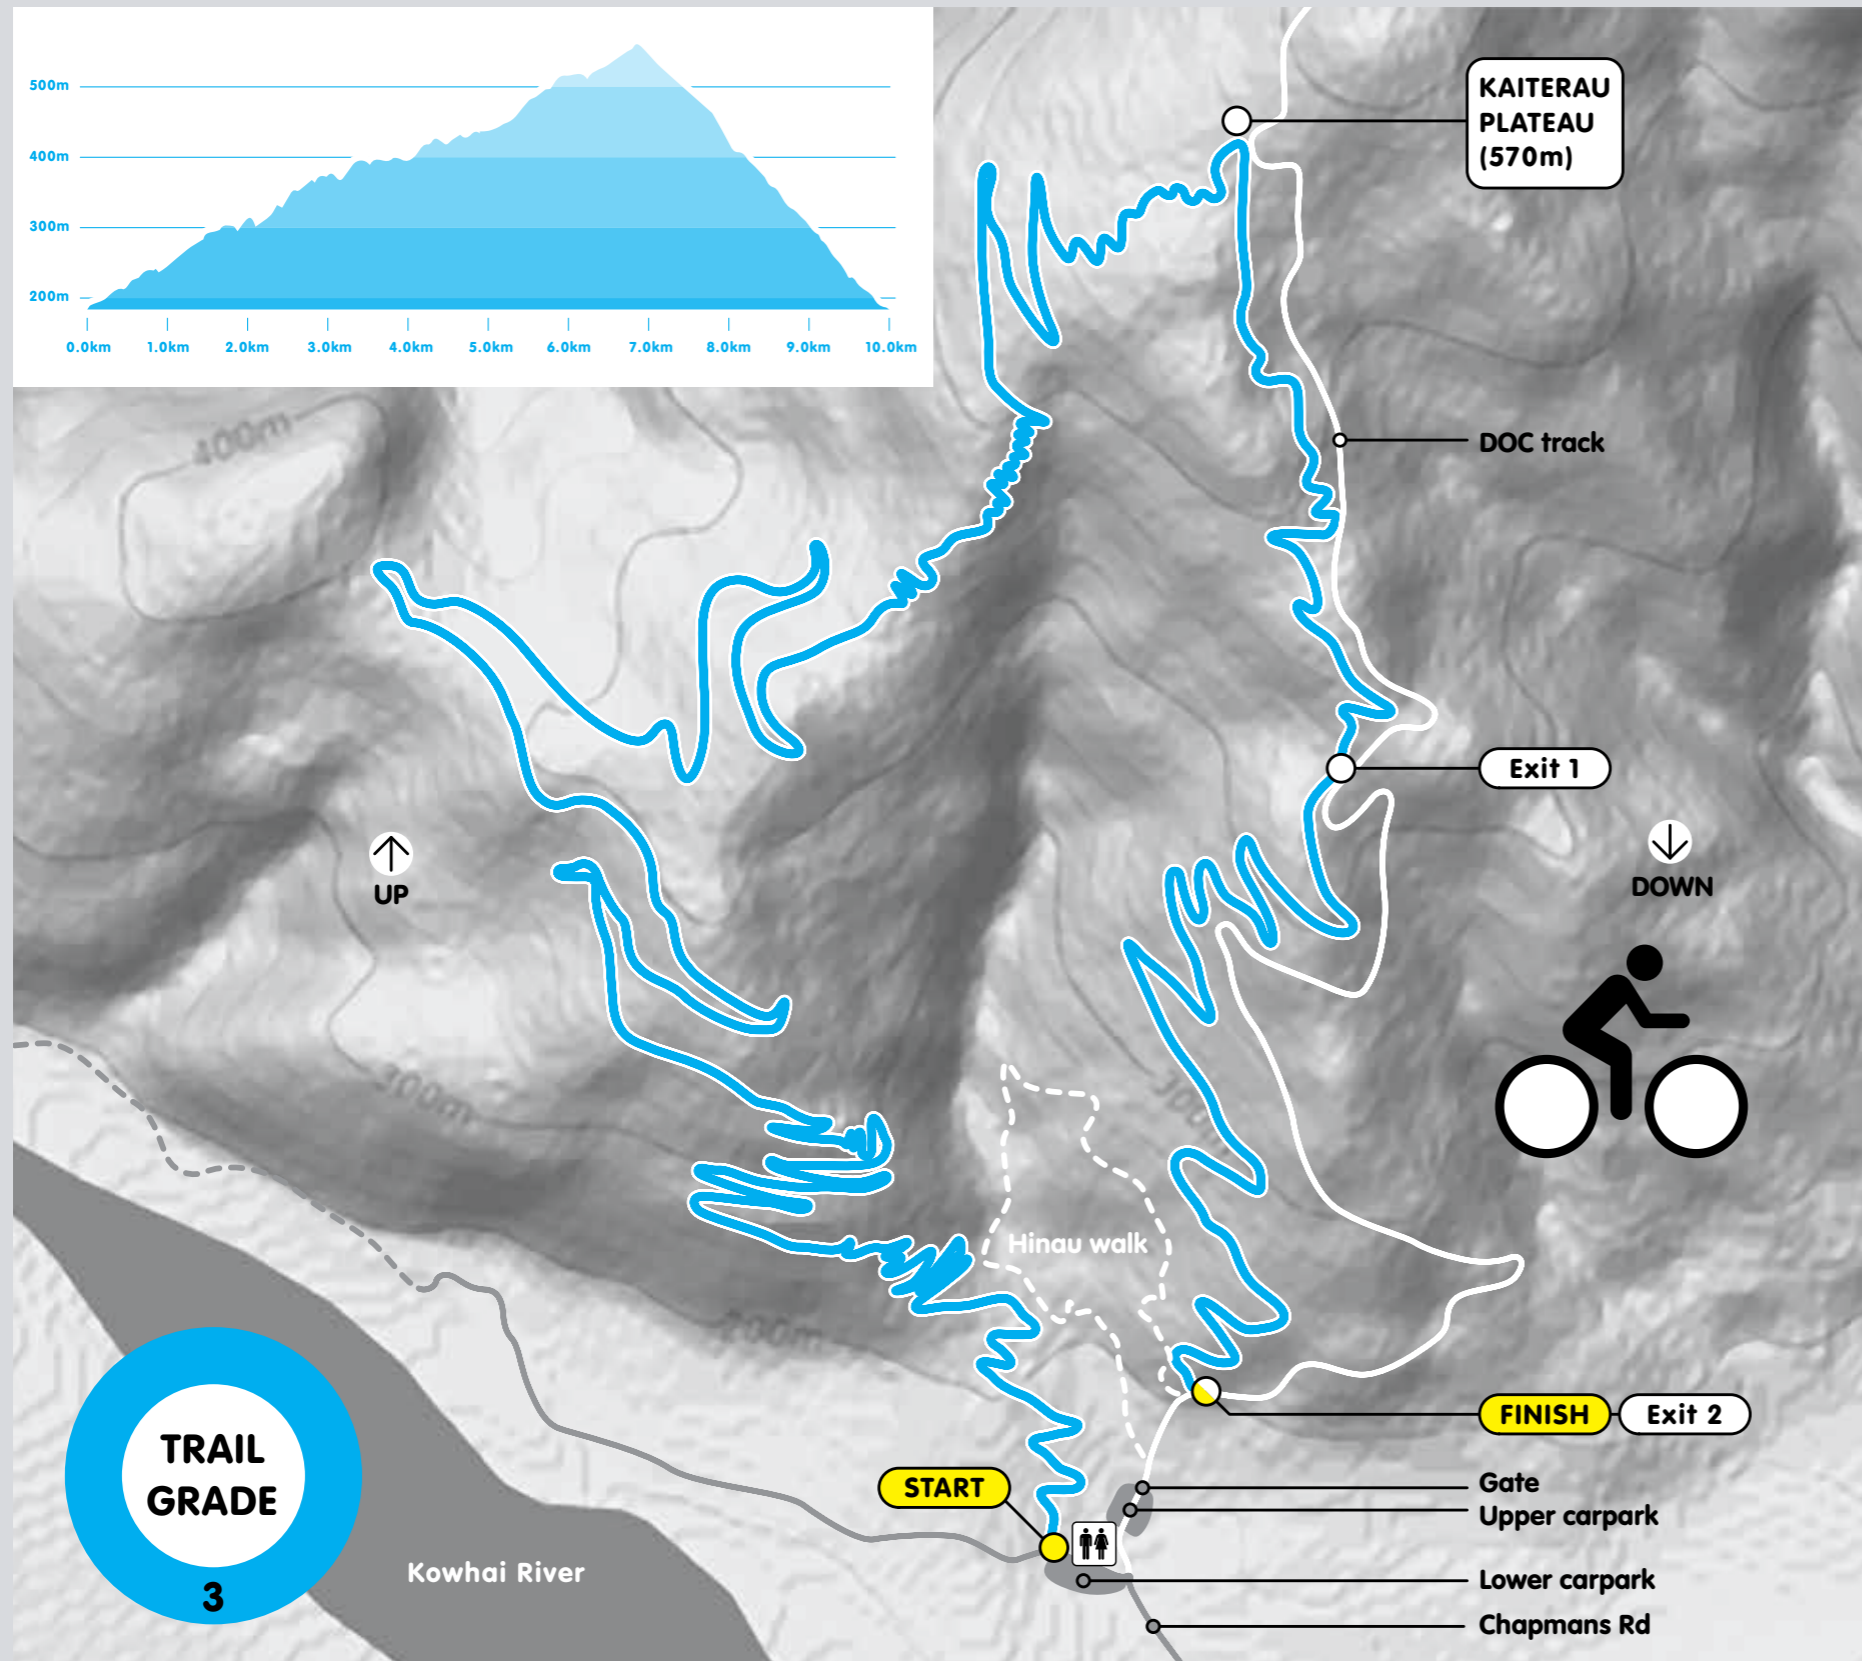 500m
400m
300m
200m
0.0km 1.0km 2.0km 3.0km 4.0km 5.0km 6.0km 7.0km 8.0km 9.0km 10.0km
KAITERAU
PLATEAU
(570m)
400m
DOC track
Exit 1
UP
DOWN
300m
300m
Hinau walk
200m
FINISH
Exit 2
TRAIL
GRADE
3
START
Gate
Upper carpark
Kowhai River
Lower carpark
Chapmans Rd